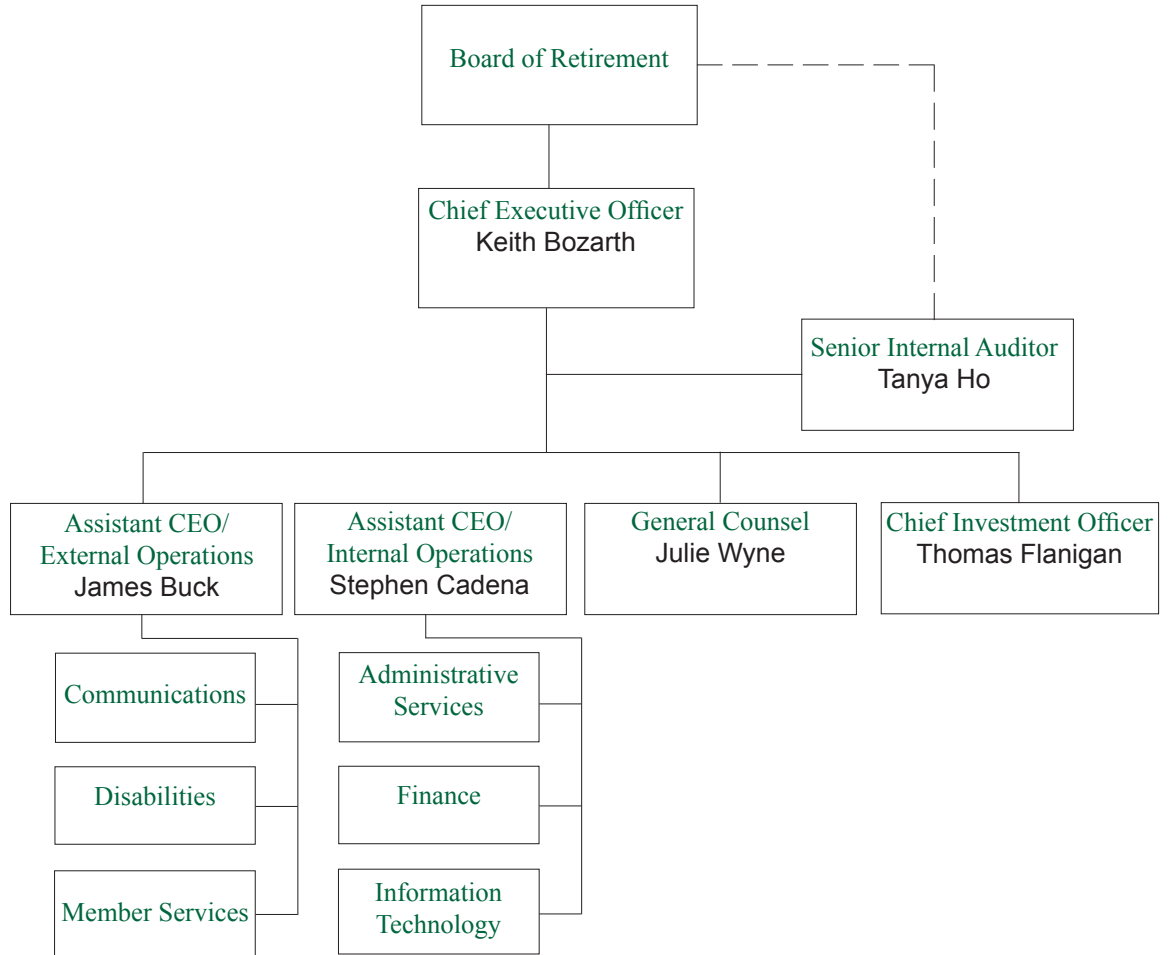 Board of Retirement
Chief Executive Officer
Keith Bozarth
Senior Internal Auditor
Tanya Ho
Assistant CEO/
External Operations
James Buck
Assistant CEO/
Internal Operations
Stephen Cadena
General Counsel
Julie Wyne
Chief Investment Officer
Thomas Flanigan
Communications
Disabilities
Member Services
Administrative
Services
Finance
Information
Technology